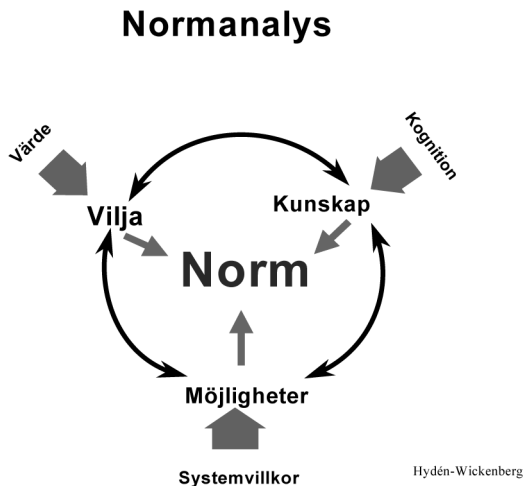 Normanalys
Värde
Kognition
Vilja
Kunskap
Norm
Möjligheter
Systemvillkor
Hydén-Wickenberg